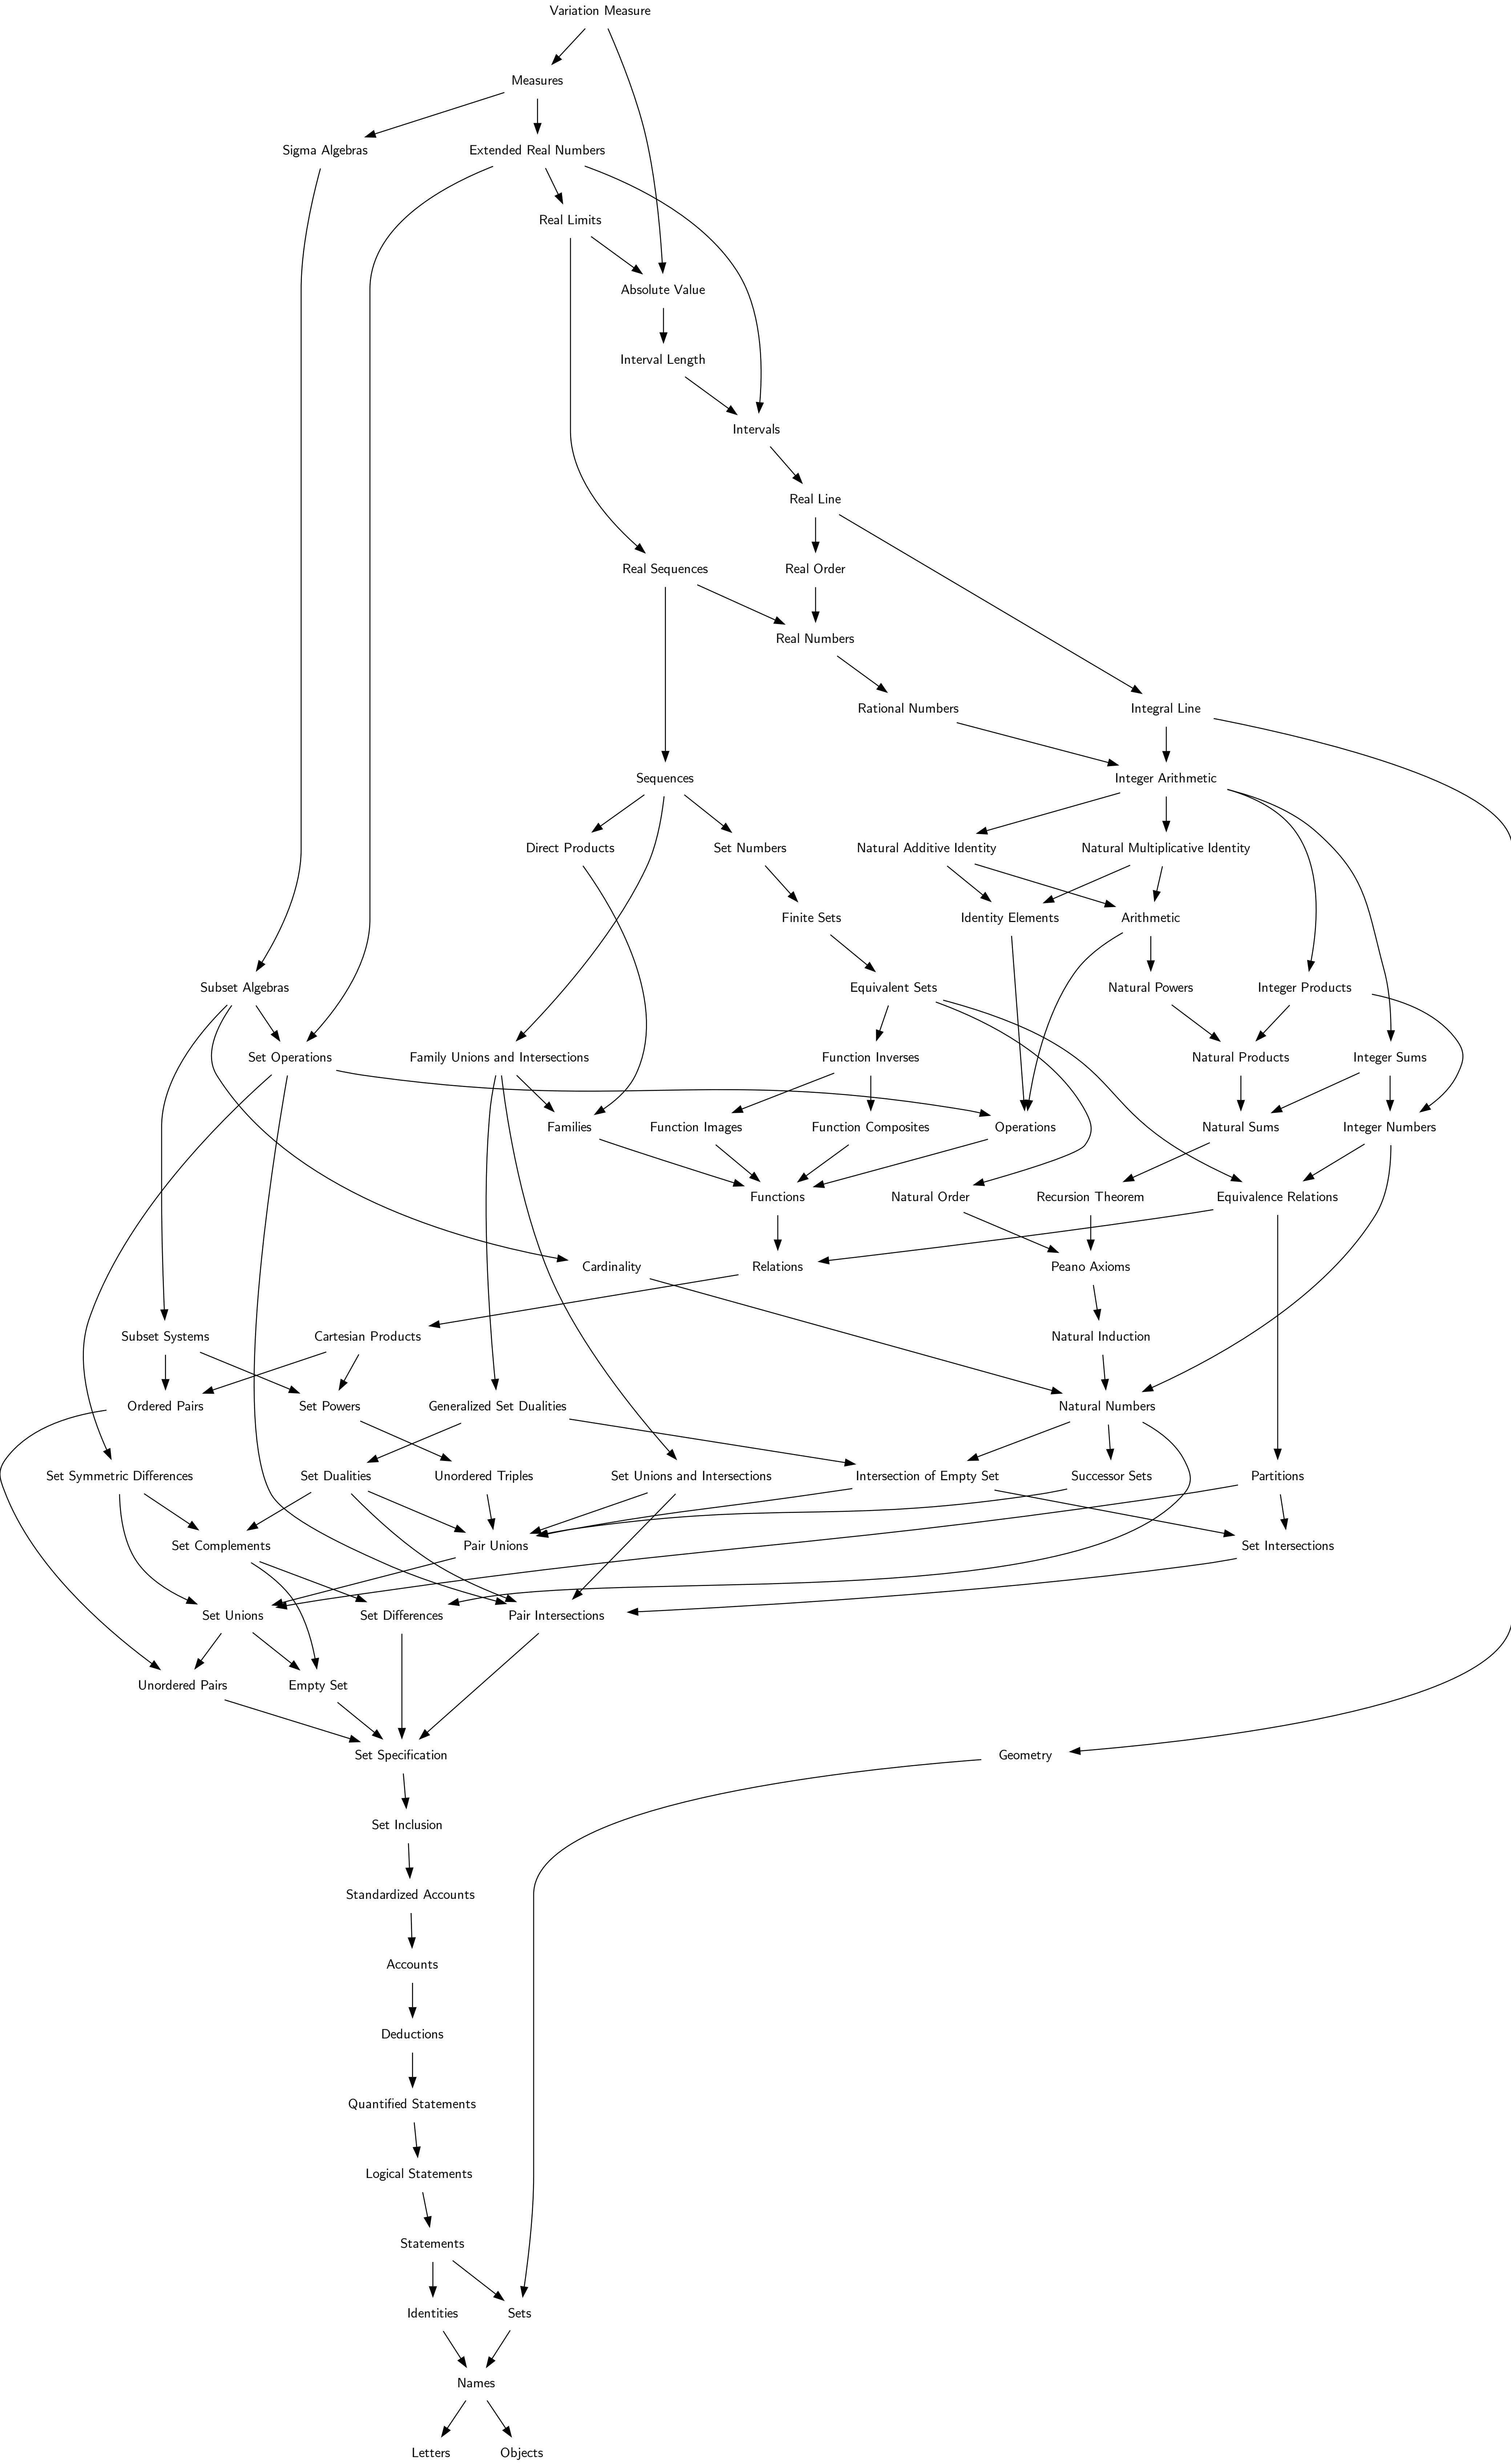 Variation Measure
Measures
Sigma Algebras
Extended Real Numbers
Real Limits
Absolute Value
Interval Length
Intervals
Real Line
Real Sequences
Real Order
Real Numbers
Rational Numbers
Integral Line
Sequences
Integer Arithmetic
Direct Products
Set Numbers
Natural Additive Identity
Natural Multiplicative Identity
Finite Sets
Identity Elements
Arithmetic
Subset Algebras
Equivalent Sets
Natural Powers
Integer Products
Set Operations
Family Unions and Intersections
Function Inverses
Natural Products
Integer Sums
Families
Function Images
Function Composites
Operations
Natural Sums
Integer Numbers
Functions
Natural Order
Recursion Theorem
Equivalence Relations
Cardinality
Relations
Peano Axioms
Subset Systems
Cartesian Products
Natural Induction
Ordered Pairs
Set Powers
Generalized Set Dualities
Natural Numbers
Set Symmetric Differences
Set Dualities
Unordered Triples
Set Unions and Intersections
Intersection of Empty Set
Successor Sets
Partitions
Set Complements
Pair Unions
Set Intersections
Set Unions
Set Differences
Pair Intersections
Unordered Pairs
Empty Set
Set Specification
Geometry
Set Inclusion
Standardized Accounts
Accounts
Deductions
Quantified Statements
Logical Statements
Statements
Identities
Sets
Names
Letters
Objects